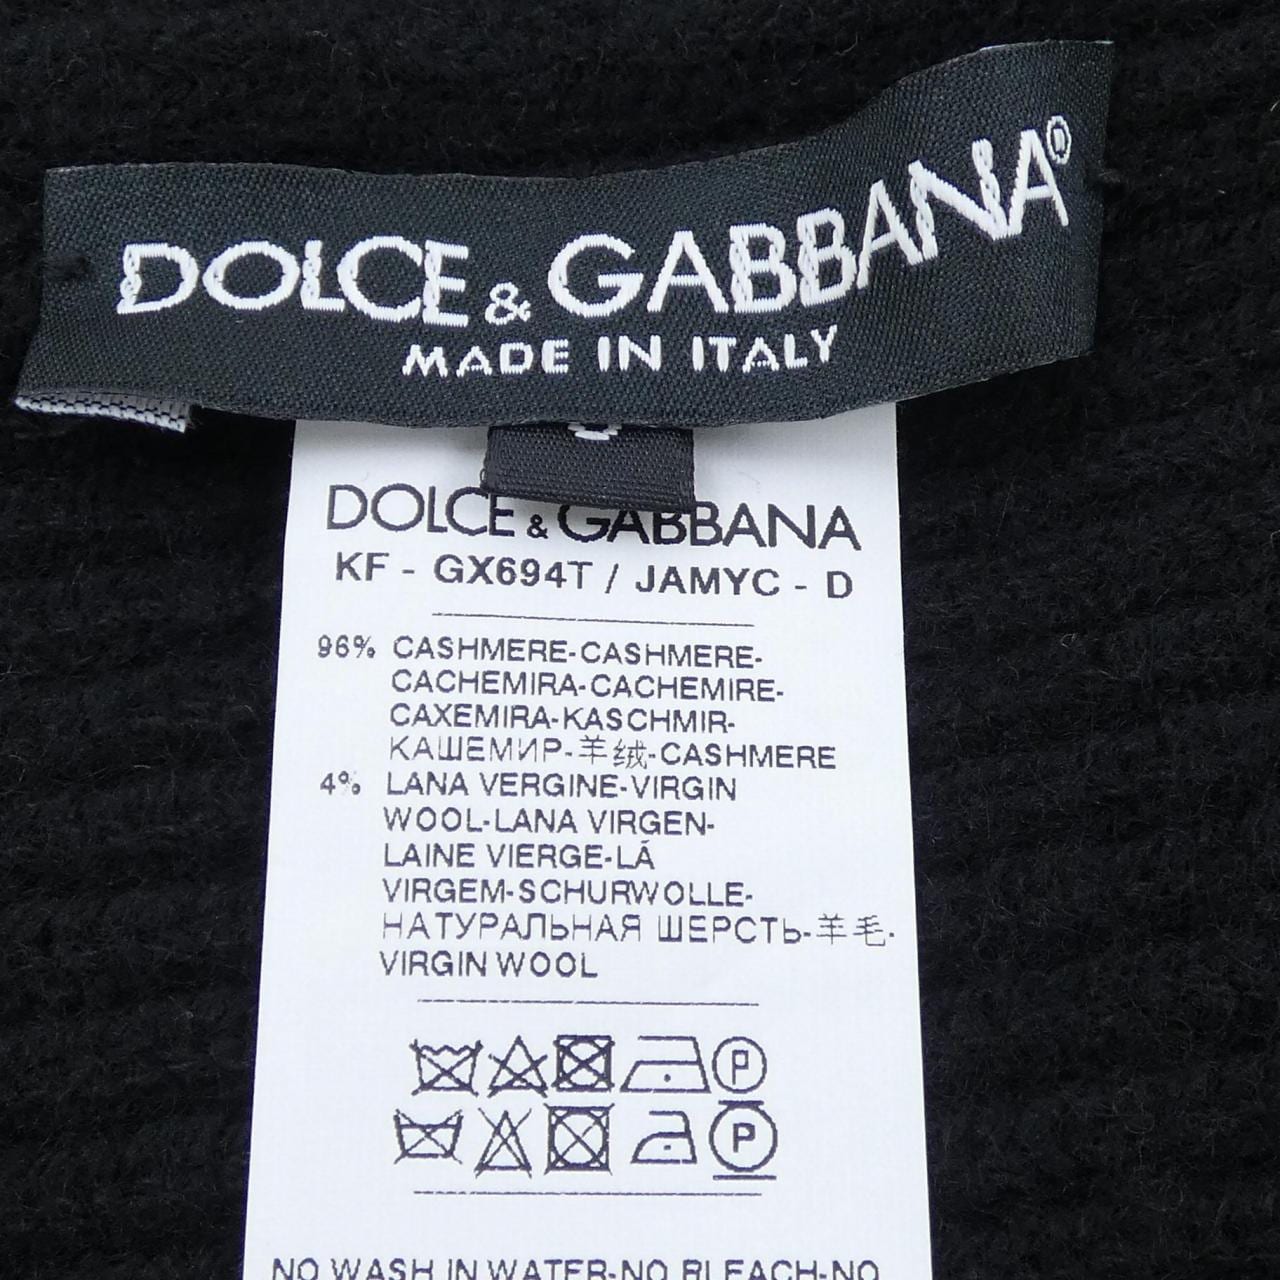 DOLCE & GABBANA®
MADE IN ITALY
DOLCE & GABBANA
KF - GX694T / JAMYC - D
96% CASHMERE-CASHMERE-
CACHEMIRA-CACHEMIRE-
CAXEMIRA-KASCHMIR-
КАШЕМИР-羊绒-CASHMERE
4% LANA VERGINE-VIRGIN
WOOL-LANA VIRGEN-
LAINE VIERGE-LÃ
VIRGEM-SCHURWOLLE-
НАТУРАЛЬНАЯ ШЕРСТЬ-羊毛-
VIRGIN WOOL
P
P
NO WASH IN WATER-NO BLEACH-NO